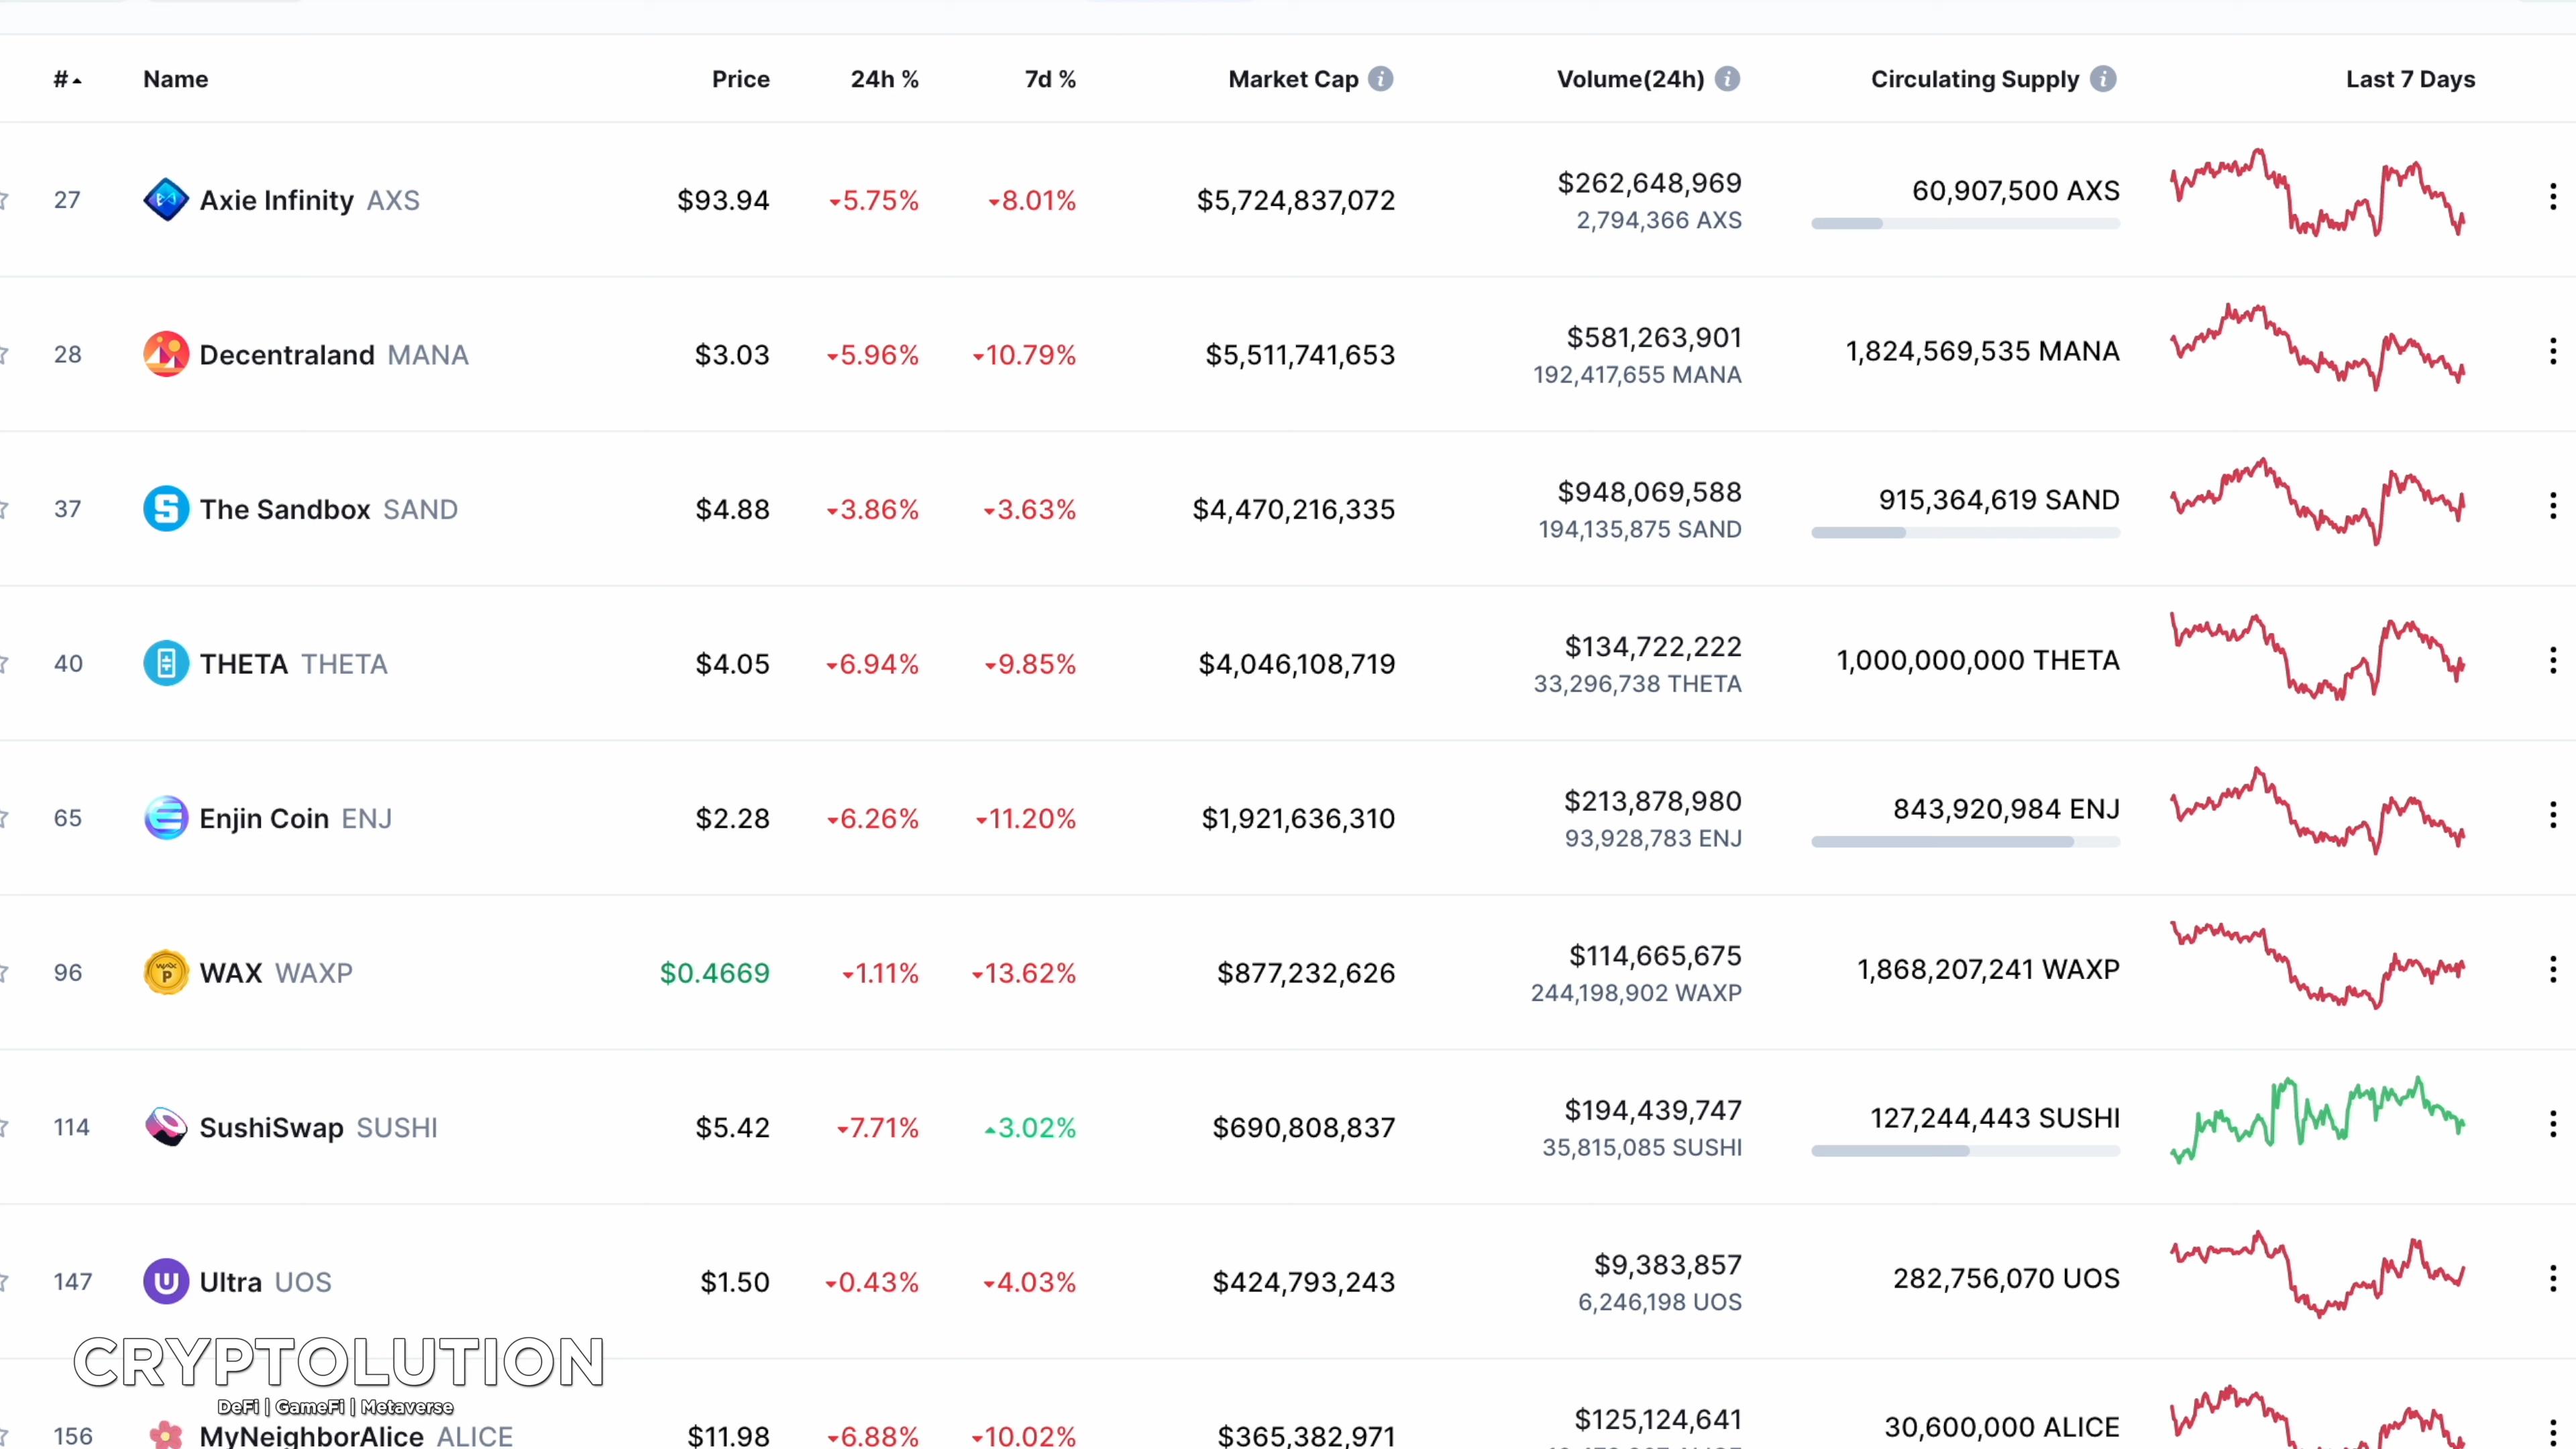 # Name Price 24h % 7d % Market Cap Volume(24h) Circulating Supply Last 7 Days
27 Axie Infinity AXS $93.94 5.75% 8.01% $5,724,837,072 $262,648,969 60,907,500 AXS
2,794,366 AXS
28 Decentraland MANA $3.03 5.96% 10.79% $5,511,741,653 $581,263,901 1,824,569,535 MANA
192,417,655 MANA
37 The Sandbox SAND $4.88 3.86% 3.63% $4,470,216,335 $948,069,588 915,364,619 SAND
194,135,875 SAND
40 THETA THETA $4.05 6.94% 9.85% $4,046,108,719 $134,722,222 1,000,000,000 THETA
33,296,738 THETA
65 Enjin Coin ENJ $2.28 6.26% 11.20% $1,921,636,310 $213,878,980 843,920,984 ENJ
93,928,783 ENJ
96 WAX WAXP $0.4669 1.11% 13.62% $877,232,626 $114,665,675 1,868,207,241 WAXP
244,198,902 WAXP
114 SushiSwap SUSHI $5.42 7.71% 3.02% $690,808,837 $194,439,747 127,244,443 SUSHI
35,815,085 SUSHI
147 Ultra UOS $1.50 0.43% 4.03% $424,793,243 $9,383,857 282,756,070 UOS
6,246,198 UOS
CRYPTOLUTION
DeFi | GameFi | Metaverse
156 MyNeighborAlice ALICE $11.98 6.88% 10.02% $365,382,971 $125,124,641 30,600,000 ALICE